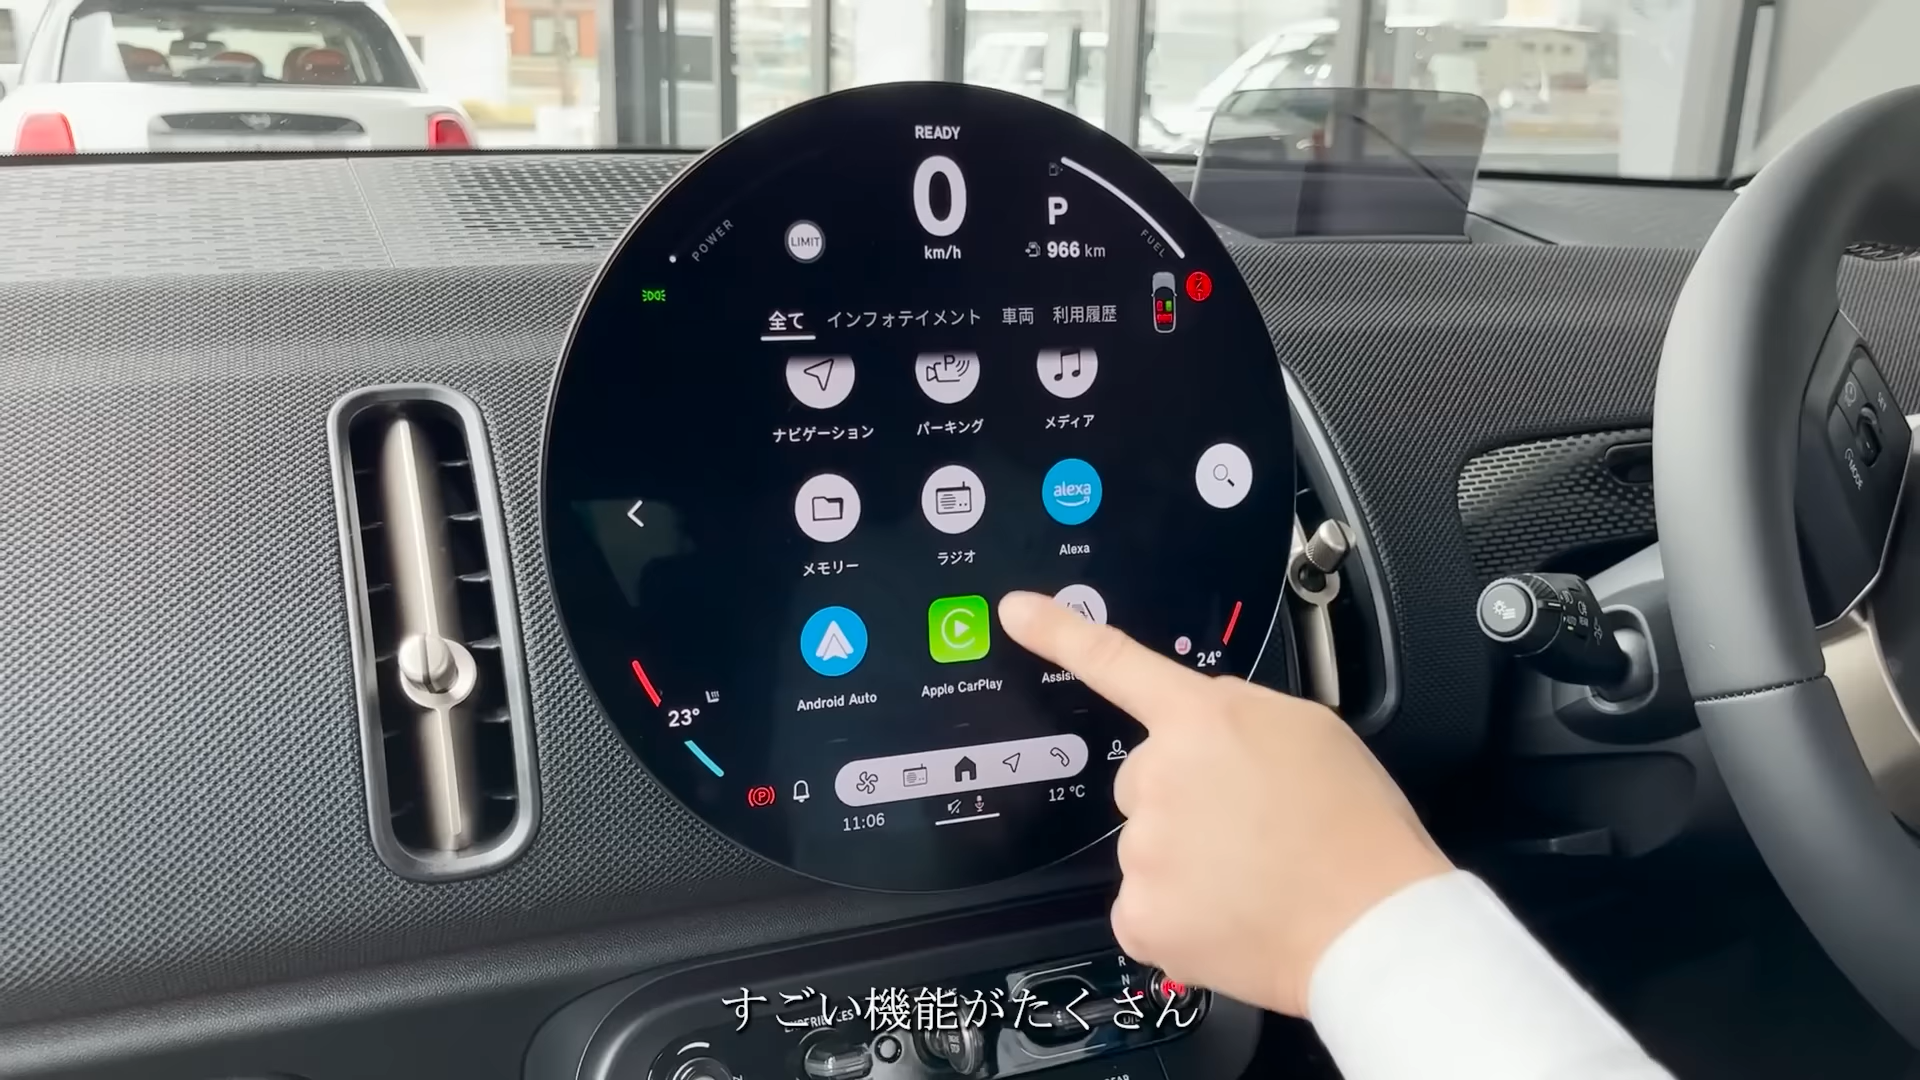 READY
0
km/h
POWER
LIMIT
P
966 km
FUEL
全て インフォテイメント 車両 利用履歴
ナビゲーション パーキング メディア
alexa
メモリー ラジオ Alexa
Android Auto Apple CarPlay
23°
24°
11:06
12 °C
R
N
すごい機能がたくさん
SET
MODE